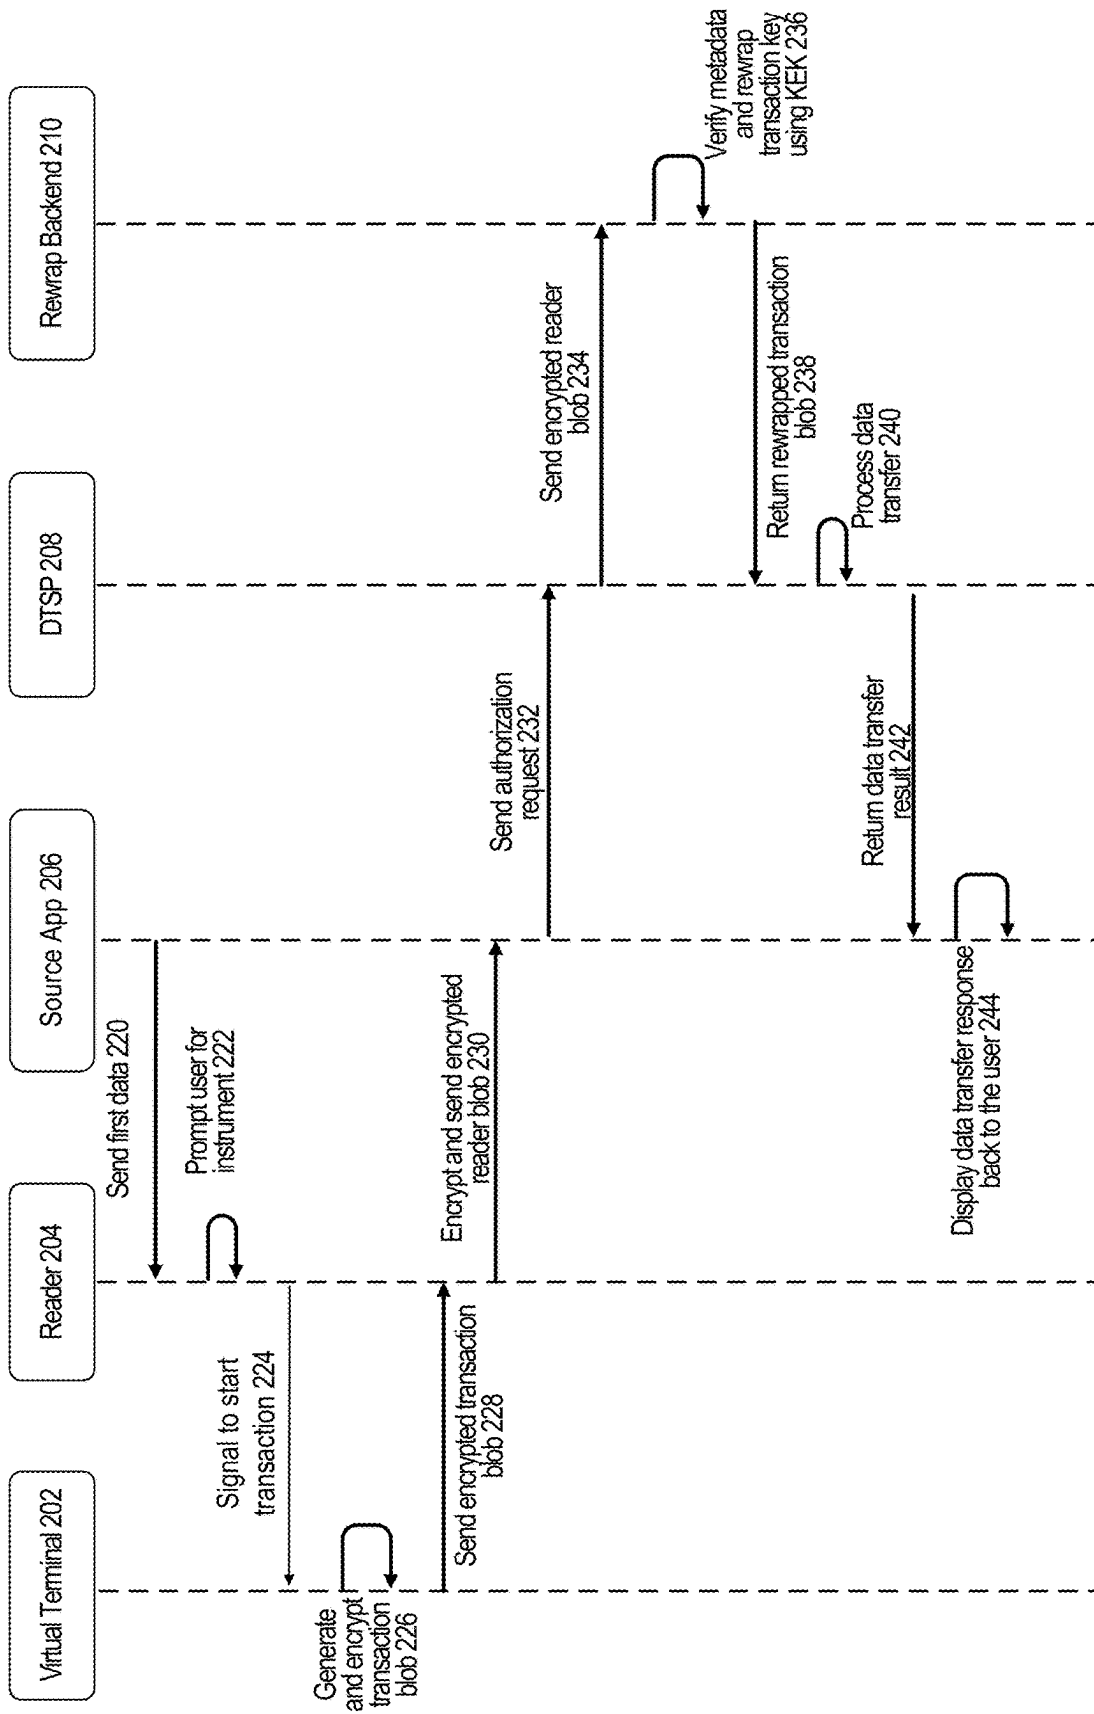 Virtual Terminal 202
Reader 204
Source App 206
DTSP 208
Rewrap Backend 210
Send first data 220
Prompt user for
instrument 222
Signal to start
transaction 224
Generate
and encrypt
transaction
blob 226
Send encrypted transaction
blob 228
Encrypt and send encrypted
reader blob 230
Send authorization
request 232
Send encrypted reader
blob 234
Verify metadata
and rewrap
transaction key
using KEK 236
Return rewrapped transaction
blob 238
Process data
transfer 240
Return data transfer
result 242
Display data transfer response
back to the user 244